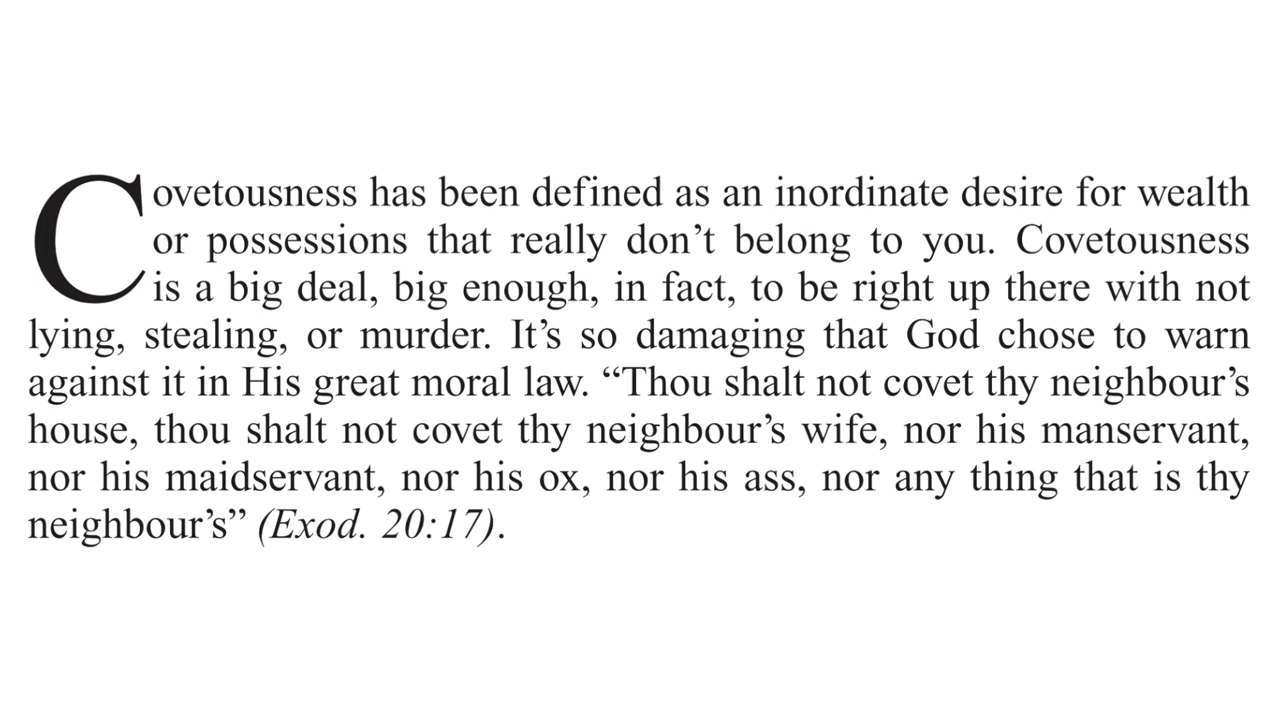 Covetousness has been defined as an inordinate desire for wealth
or possessions that really don’t belong to you. Covetousness
is a big deal, big enough, in fact, to be right up there with not
lying, stealing, or murder. It’s so damaging that God chose to warn
against it in His great moral law. “Thou shalt not covet thy neighbour’s
house, thou shalt not covet thy neighbour’s wife, nor his manservant,
nor his maidservant, nor his ox, nor his ass, nor any thing that is thy
neighbour’s” (Exod. 20:17).